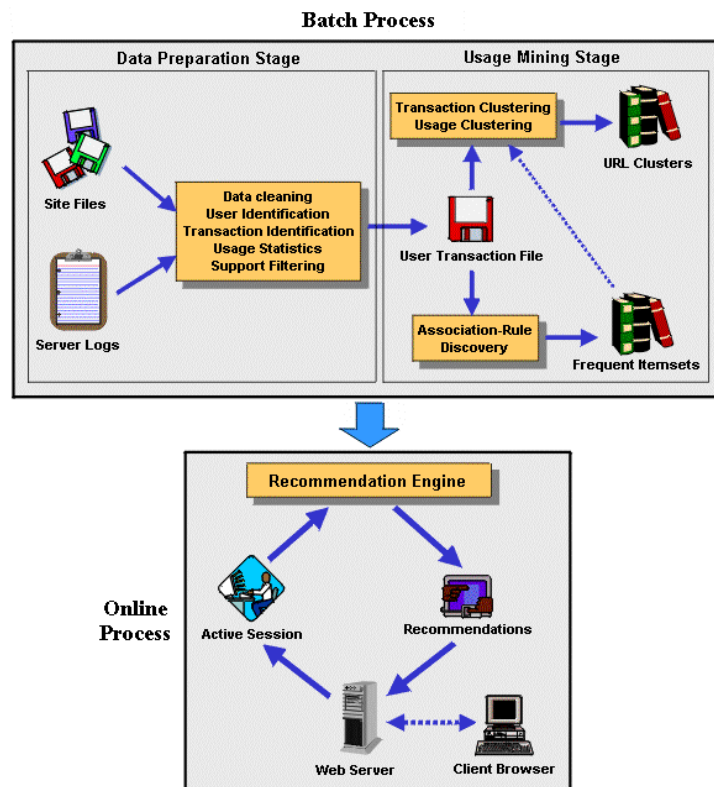 Batch Process
Data Preparation Stage
Usage Mining Stage
Site Files
Server Logs
Data cleaning
User Identification
Transaction Identification
Usage Statistics
Support Filtering
Transaction Clustering
Usage Clustering
URL Clusters
User Transaction File
Association-Rule
Discovery
Frequent Itemsets
Recommendation Engine
Online
Process
Active Session
Recommendations
Web Server
Client Browser